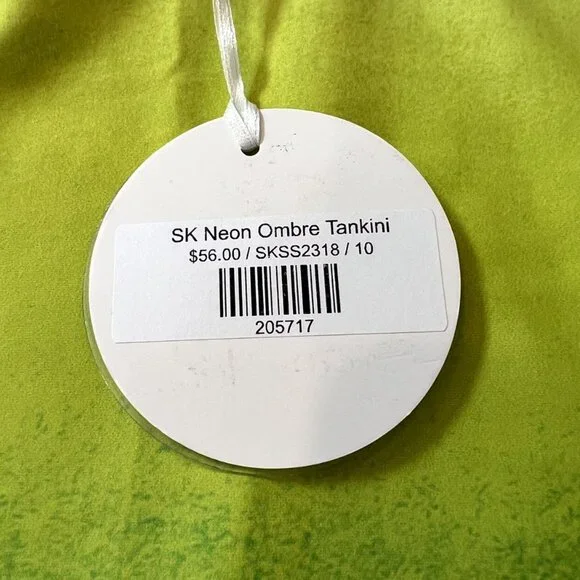 SK Neon Ombre Tankini
$56.00 / SKSS2318 / 10
205717